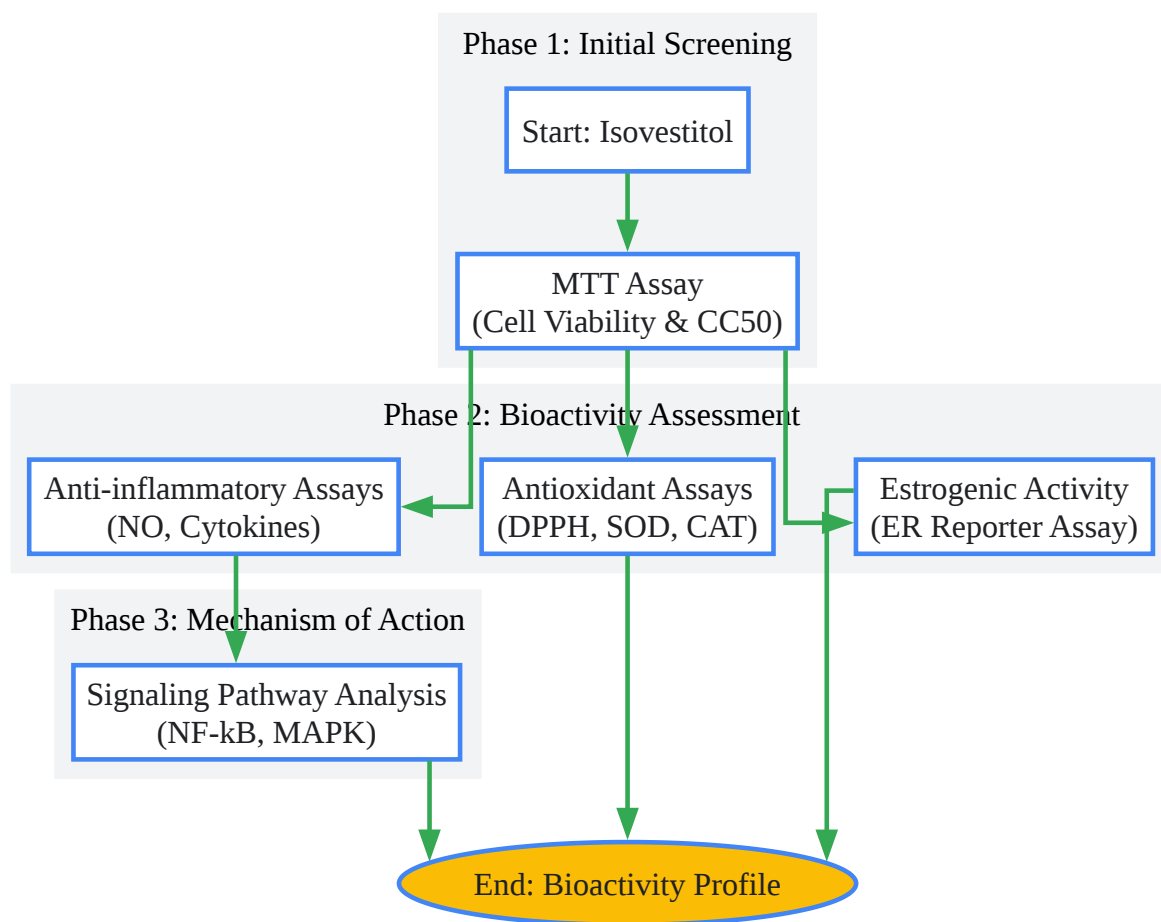 Phase 1: Initial Screening
Start: Isovestitol
MTT Assay
(Cell Viability & CC50)
Phase 2: Bioactivity Assessment
Anti-inflammatory Assays
(NO, Cytokines)
Antioxidant Assays
(DPPH, SOD, CAT)
Estrogenic Activity
(ER Reporter Assay)
Phase 3: Mechanism of Action
Signaling Pathway Analysis
(NF-kB, MAPK)
End: Bioactivity Profile